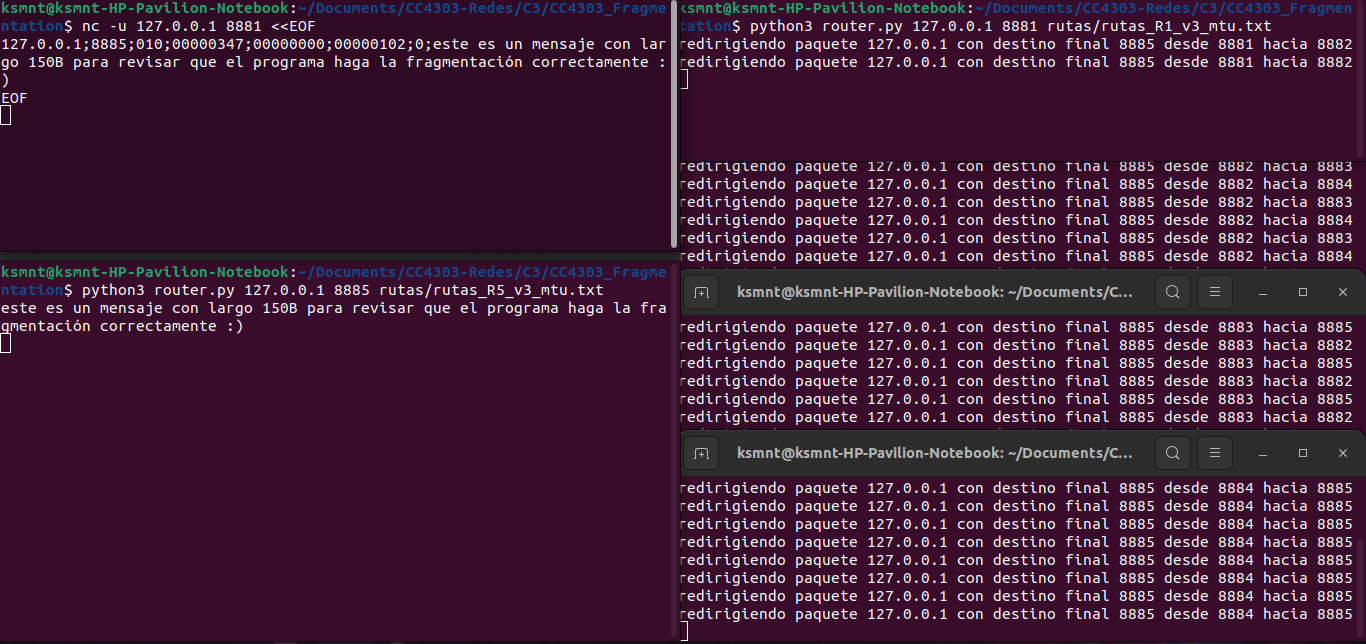 ksmnt@ksmnt-HP-Pavilion-Notebook:~/Documents/CC4303-Redes/C3/CC4303_Fragme
ntation$ nc -u 127.0.0.1 8881 <<EOF
127.0.0.1;8885;010;00000347;00000000;00000102;0;este es un mensaje con lar
go 150B para revisar que el programa haga la fragmentación correctamente :
)
EOF
ksmnt@ksmnt-HP-Pavilion-Notebook:~/Documents/CC4303-Redes/C3/CC4303_Fragmen
tation$ python3 router.py 127.0.0.1 8881 rutas/rutas_R1_v3_mtu.txt
redirigiendo paquete 127.0.0.1 con destino final 8885 desde 8881 hacia 8882
redirigiendo paquete 127.0.0.1 con destino final 8885 desde 8881 hacia 8882
redirigiendo paquete 127.0.0.1 con destino final 8885 desde 8882 hacia 8883
redirigiendo paquete 127.0.0.1 con destino final 8885 desde 8882 hacia 8884
redirigiendo paquete 127.0.0.1 con destino final 8885 desde 8882 hacia 8883
redirigiendo paquete 127.0.0.1 con destino final 8885 desde 8882 hacia 8884
redirigiendo paquete 127.0.0.1 con destino final 8885 desde 8882 hacia 8883
redirigiendo paquete 127.0.0.1 con destino final 8885 desde 8882 hacia 8884
ksmnt@ksmnt-HP-Pavilion-Notebook:~/Documents/CC4303-Redes/C3/CC4303_Fragme
ntation$ python3 router.py 127.0.0.1 8885 rutas/rutas_R5_v3_mtu.txt
este es un mensaje con largo 150B para revisar que el programa haga la fra
gmentación correctamente :)
ksmnt@ksmnt-HP-Pavilion-Notebook: ~/Documents/C...
redirigiendo paquete 127.0.0.1 con destino final 8885 desde 8883 hacia 8885
redirigiendo paquete 127.0.0.1 con destino final 8885 desde 8883 hacia 8882
redirigiendo paquete 127.0.0.1 con destino final 8885 desde 8883 hacia 8885
redirigiendo paquete 127.0.0.1 con destino final 8885 desde 8883 hacia 8882
redirigiendo paquete 127.0.0.1 con destino final 8885 desde 8883 hacia 8885
redirigiendo paquete 127.0.0.1 con destino final 8885 desde 8883 hacia 8882
ksmnt@ksmnt-HP-Pavilion-Notebook: ~/Documents/C...
redirigiendo paquete 127.0.0.1 con destino final 8885 desde 8884 hacia 8885
redirigiendo paquete 127.0.0.1 con destino final 8885 desde 8884 hacia 8885
redirigiendo paquete 127.0.0.1 con destino final 8885 desde 8884 hacia 8885
redirigiendo paquete 127.0.0.1 con destino final 8885 desde 8884 hacia 8885
redirigiendo paquete 127.0.0.1 con destino final 8885 desde 8884 hacia 8885
redirigiendo paquete 127.0.0.1 con destino final 8885 desde 8884 hacia 8885
redirigiendo paquete 127.0.0.1 con destino final 8885 desde 8884 hacia 8885
redirigiendo paquete 127.0.0.1 con destino final 8885 desde 8884 hacia 8885